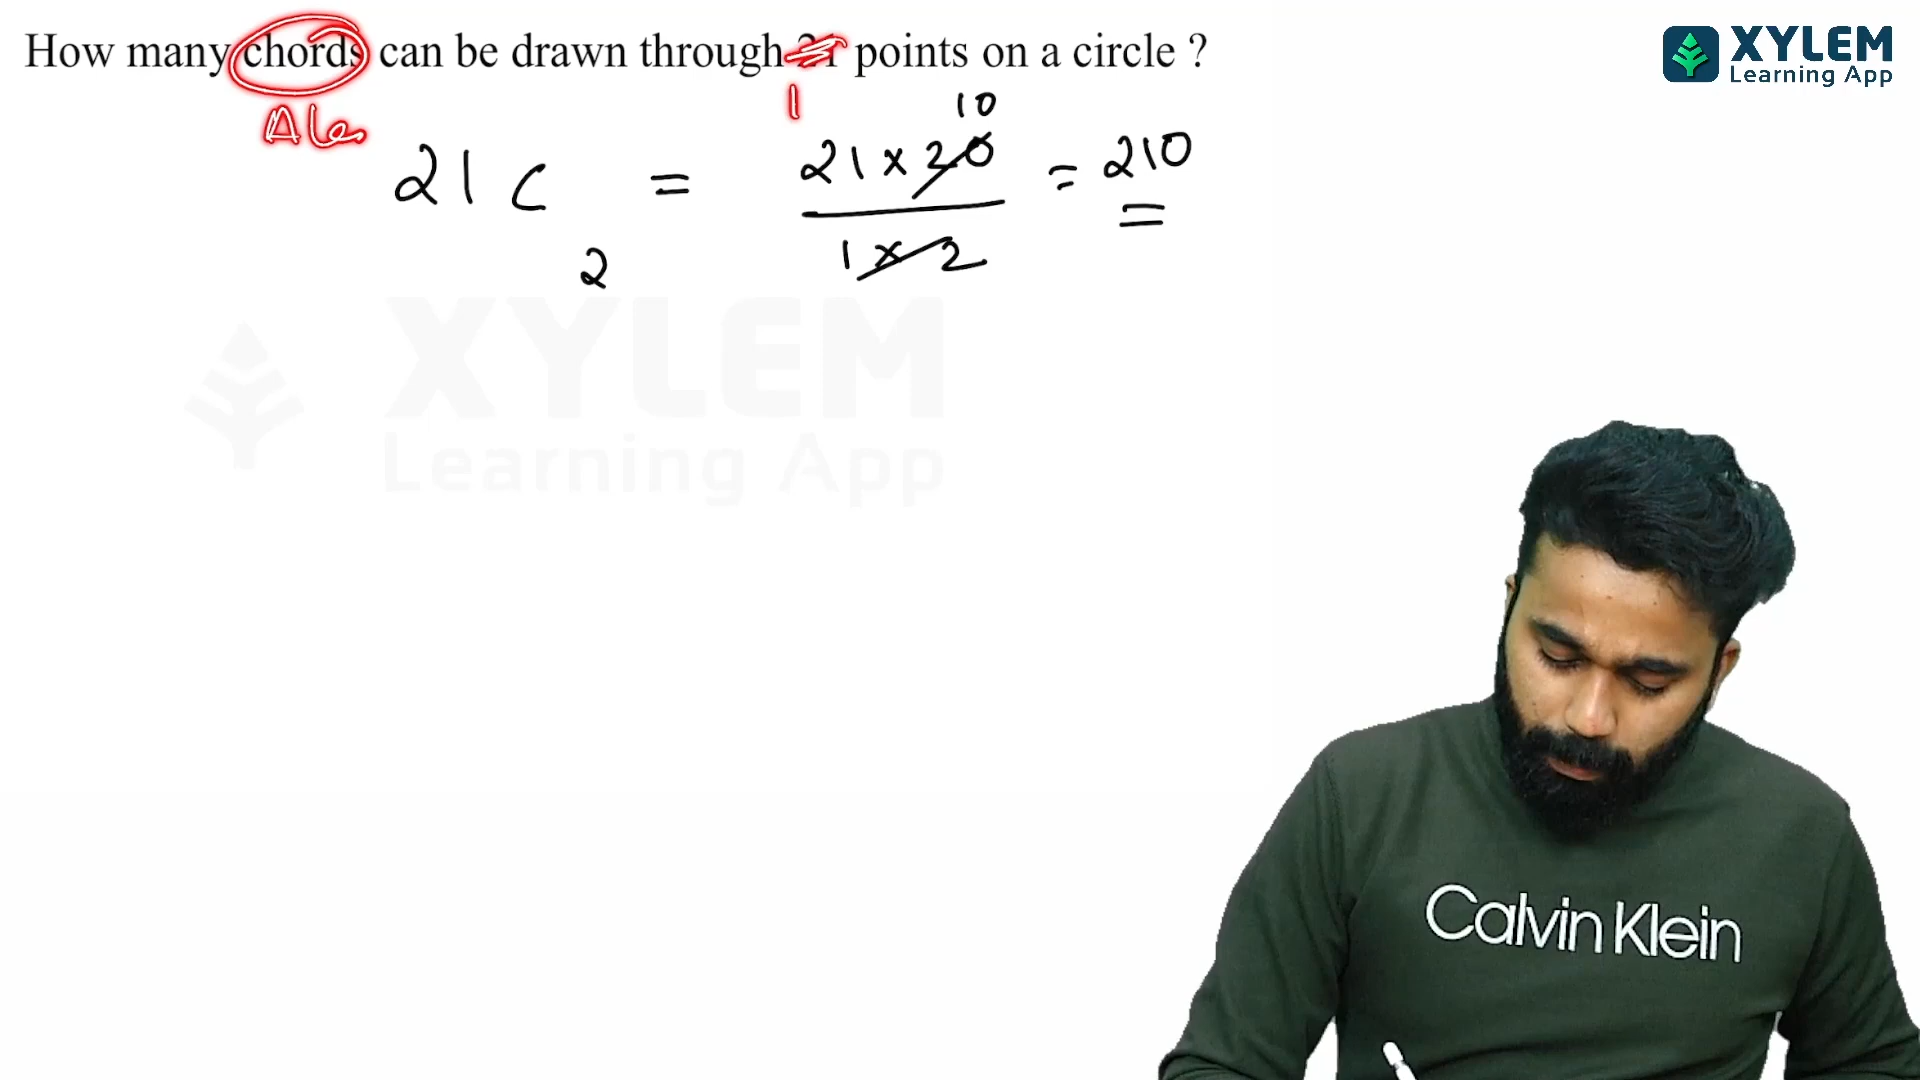 How many chords can be drawn through 21 points on a circle ?
XYLEM
Learning App
1
10
21 C 2 = 21 × 20 / 1 × 2 = 210
XYLEM
Learning App
Calvin Klein